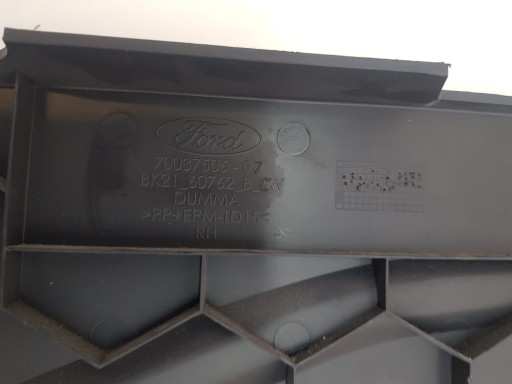 Ford
70037506-07
BK21_60762_B_CW
DUMMA
>PP+EPM-TD15<
RH